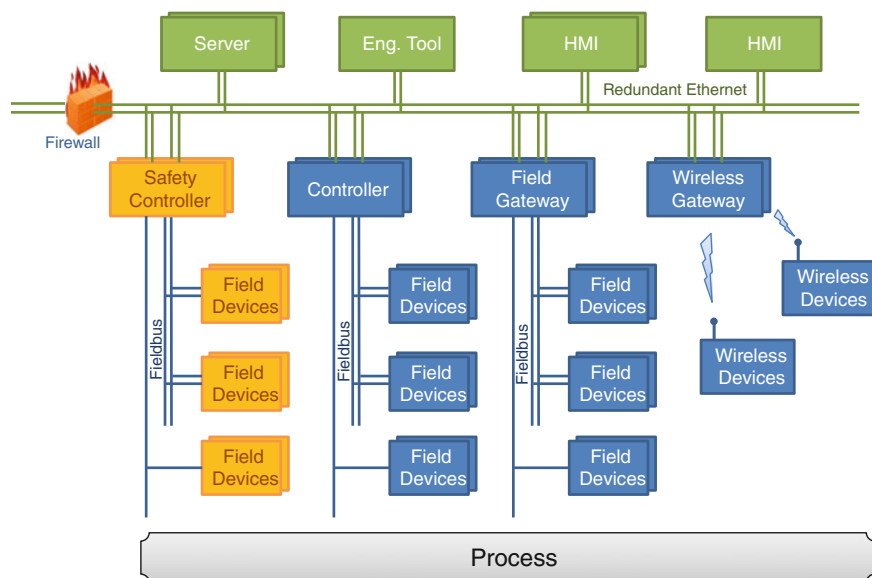 Server
Eng. Tool
HMI
HMI
Redundant Ethernet
Firewall
Safety
Controller
Controller
Field
Gateway
Wireless
Gateway
Wireless
Devices
Wireless
Devices
Fieldbus
Field
Devices
Field
Devices
Field
Devices
Fieldbus
Field
Devices
Field
Devices
Field
Devices
Fieldbus
Field
Devices
Field
Devices
Field
Devices
Process